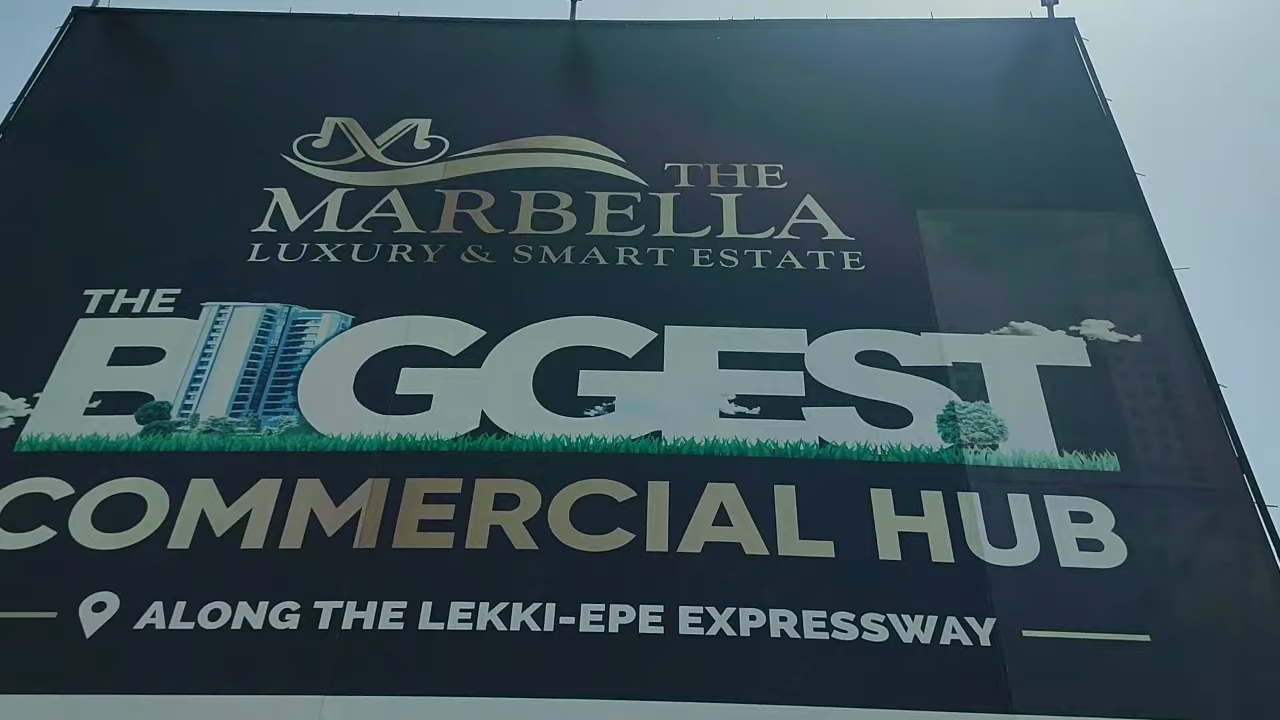 THE
MARBELLA
LUXURY & SMART ESTATE
THE
BIGGEST
COMMERCIAL HUB
ALONG THE LEKKI-EPE EXPRESSWAY